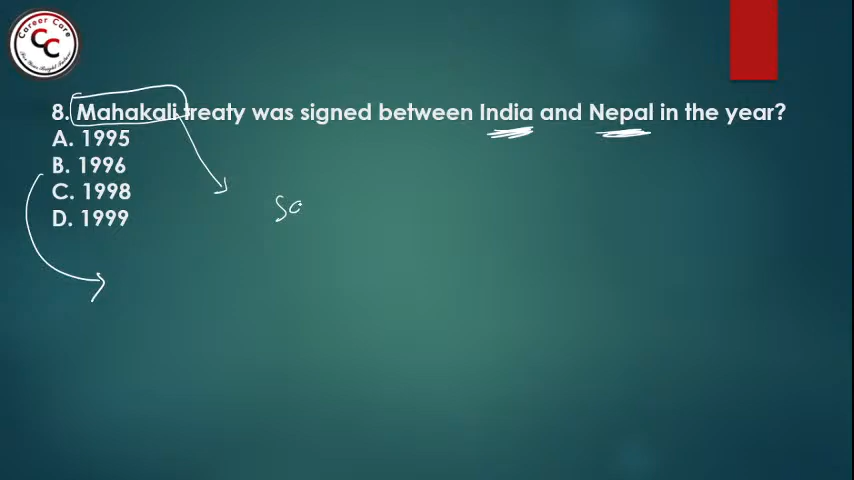 Career Care
CC
8. Mahakali treaty was signed between India and Nepal in the year?
A. 1995
B. 1996
C. 1998
D. 1999
Sa